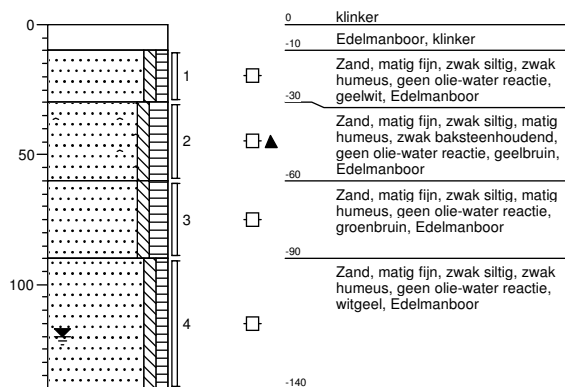 0
50
100
1
2
3
4
0
klinker
-10
Edelmanboor, klinker
Zand, matig fijn, zwak siltig, zwak
humeus, geen olie-water reactie,
geelwit, Edelmanboor
-30
Zand, matig fijn, zwak siltig, matig
humeus, zwak baksteenhoudend,
geen olie-water reactie, geelbruin,
Edelmanboor
-60
Zand, matig fijn, zwak siltig, matig
humeus, geen olie-water reactie,
groenbruin, Edelmanboor
-90
Zand, matig fijn, zwak siltig, zwak
humeus, geen olie-water reactie,
witgeel, Edelmanboor
-140